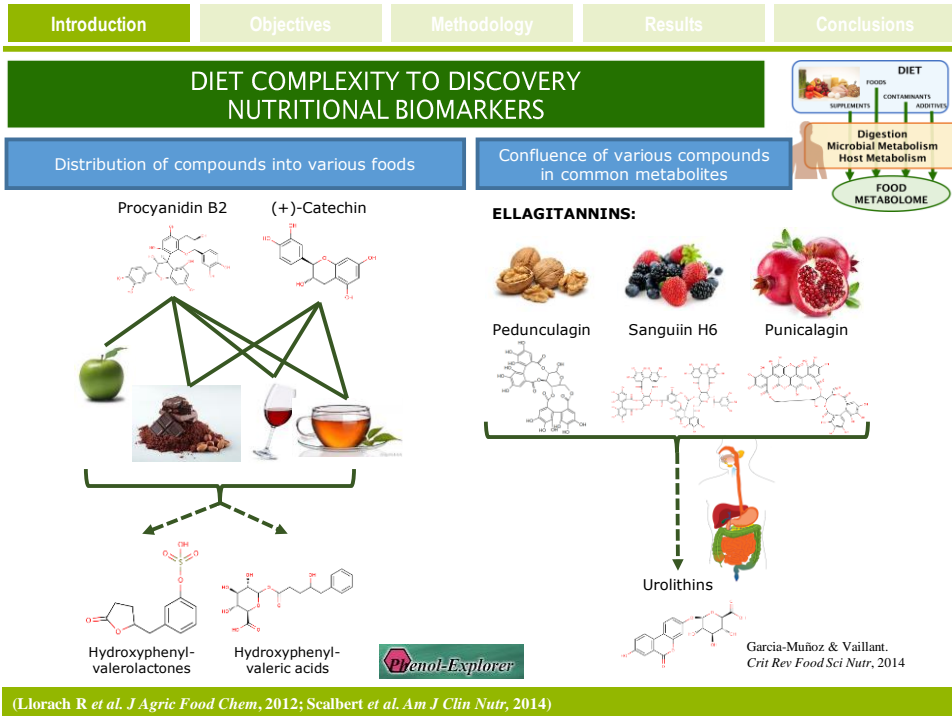 Introduction
Objectives
Methodology
Results
Conclusions
DIET COMPLEXITY TO DISCOVERY
NUTRITIONAL BIOMARKERS
DIET
FOODS
CONTAMINANTS
SUPPLEMENTS
ADDITIVES
Digestion
Microbial Metabolism
Host Metabolism
FOOD
METABOLOME
Distribution of compounds into various foods
Confluence of various compounds
in common metabolites
Procyanidin B2
(+)-Catechin
ELLAGITANNINS:
Pedunculagin
Sanguiin H6
Punicalagin
Hydroxyphenyl-
valerolactones
Hydroxyphenyl-
valeric acids
Phenol-Explorer
Urolithins
Garcia-Muñoz & Vaillant.
Crit Rev Food Sci Nutr, 2014
(Llorach R et al. J Agric Food Chem, 2012; Scalbert et al. Am J Clin Nutr, 2014)